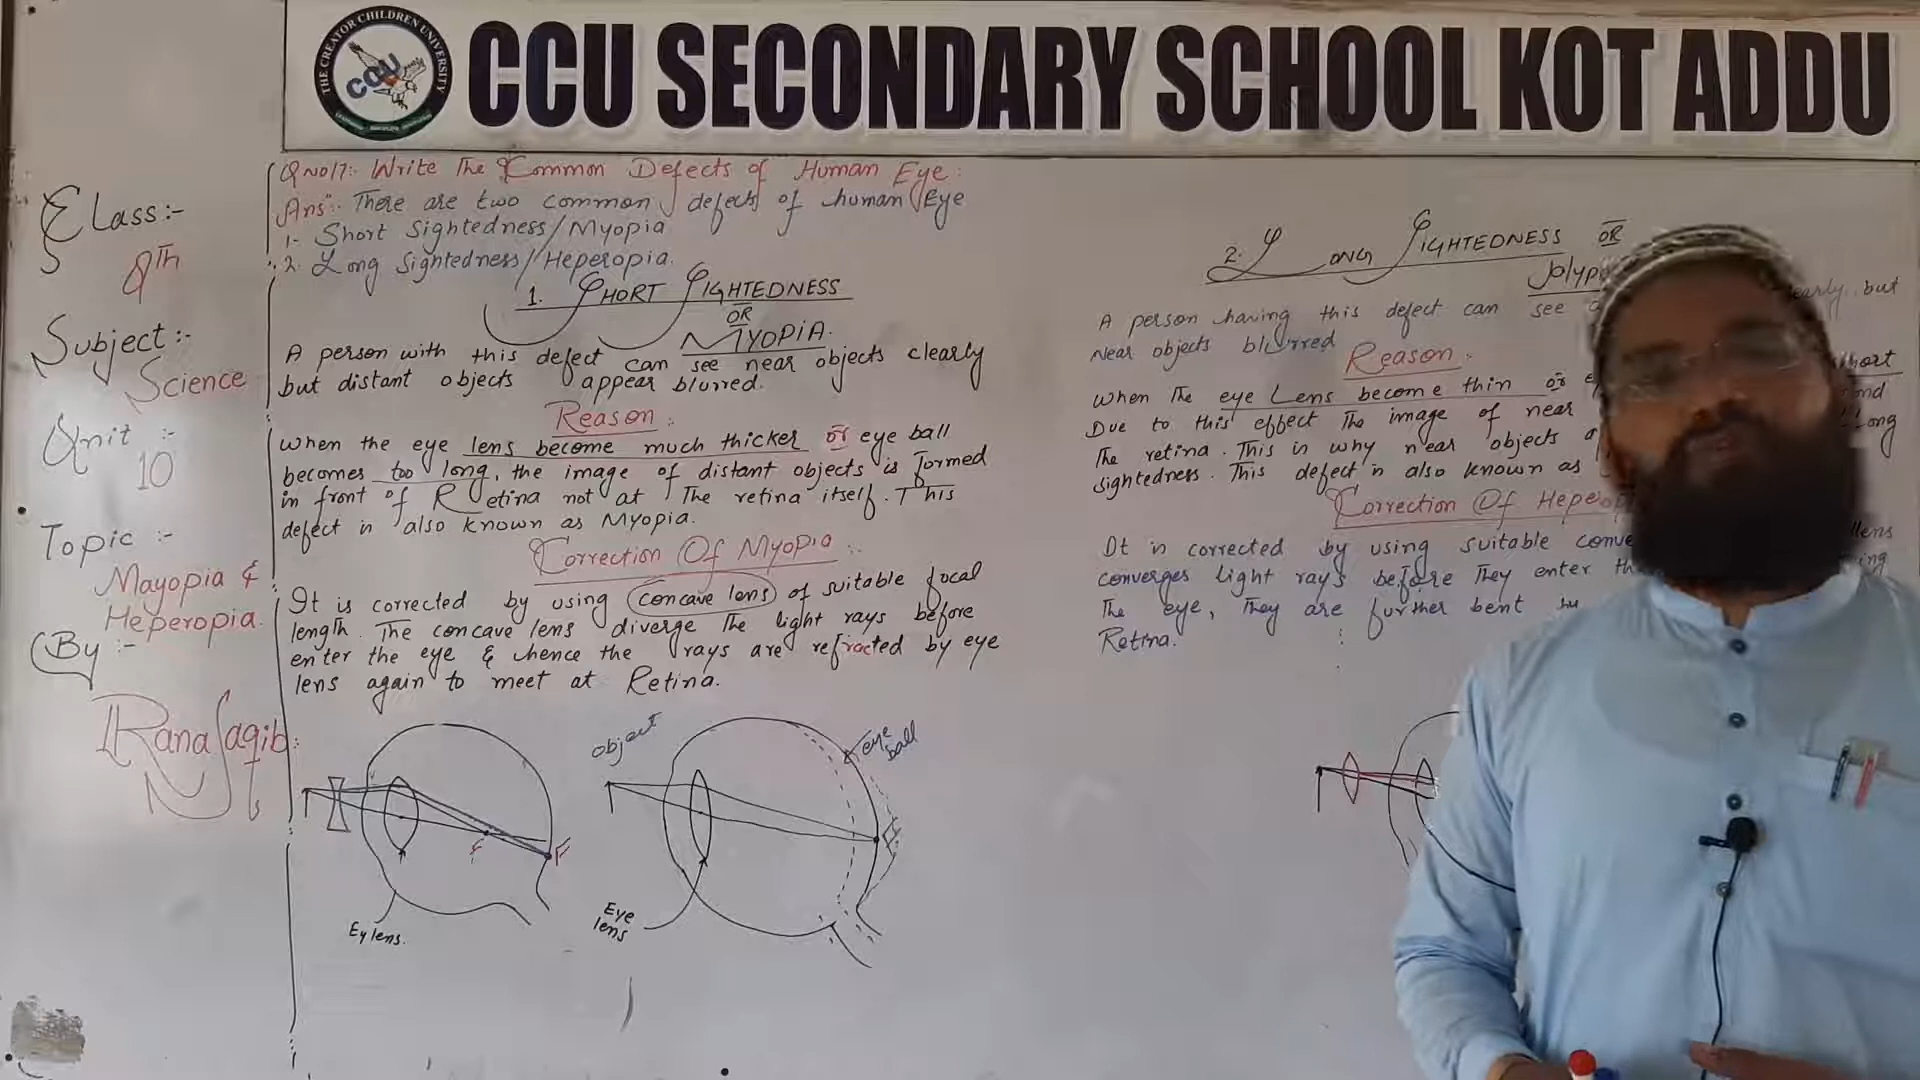 THE CREATOR CHILDREN UNIVERSITY
CCU
CCU SECONDARY SCHOOL KOT ADDU
Class:-
8Th
Subject:-
Science
Unit:-
10
Topic:-
Mayopia &
Heperopia.
By:-
Rana Saqib
Q No17:- Write The Common Defects of Human Eye:
Ans:- There are two common defects of human Eye
1- Short Sightedness/Myopia
2. Long Sightedness/Heperopia.
1. SHORT SIGHTEDNESS
OR
MYOPIA.
A person with this defect can see near objects clearly
but distant objects appear blurred.
Reason:
When the eye lens become much thicker or eye ball
becomes too long, the image of distant objects is formed
in front of Retina not at The retina itself. This
defect is also known as Myopia.
Correction Of Myopia:-
It is corrected by using concave lens of suitable focal
length. The concave lens diverge The light rays before
enter the eye & hence the rays are refracted by eye
lens again to meet at Retina.
F
Ey lens.
object
eye
ball
Eye
lens
2. LONG SIGHTEDNESS OR
A person having this defect can see early but
Near objects blurred
Reason:
When The eye Lens become thin or short
Due to this effect The image of near
The retina. This is why near objects
sightedness. This defect is also known as
Correction Of
It is corrected by using suitable lens
converges light rays before They enter
The eye, They are further bent
Retina.